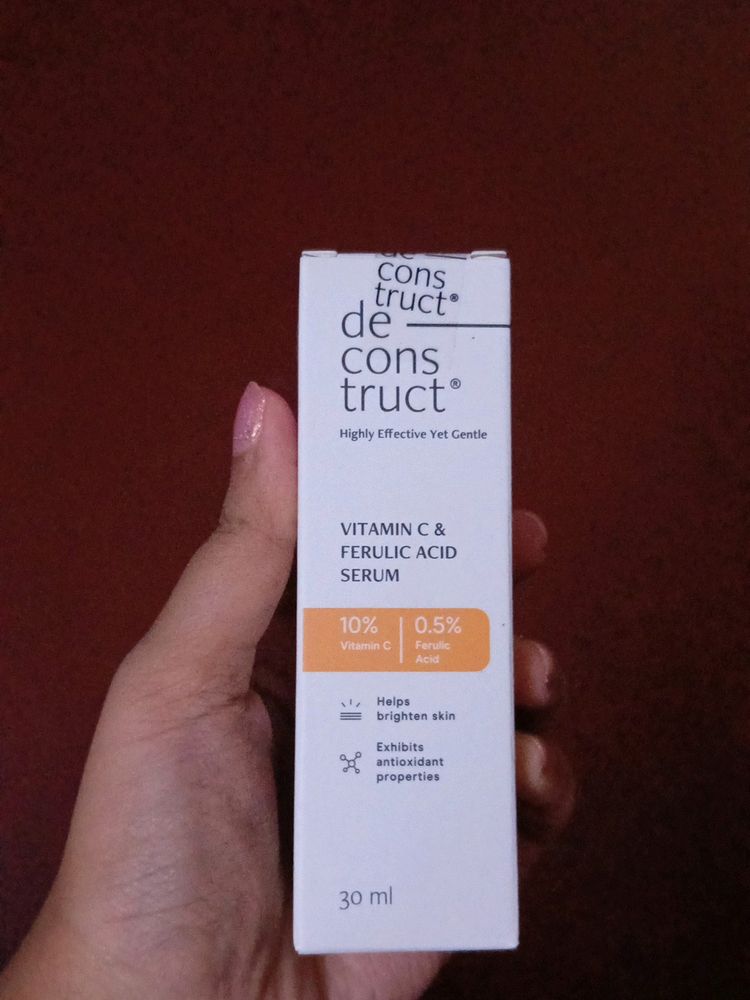 cons
truct®
de
cons
truct®
Highly Effective Yet Gentle
VITAMIN C &
FERULIC ACID
SERUM
10% 0.5%
Vitamin C Ferulic
Acid
Helps
brighten skin
Exhibits
antioxidant
properties
30 ml